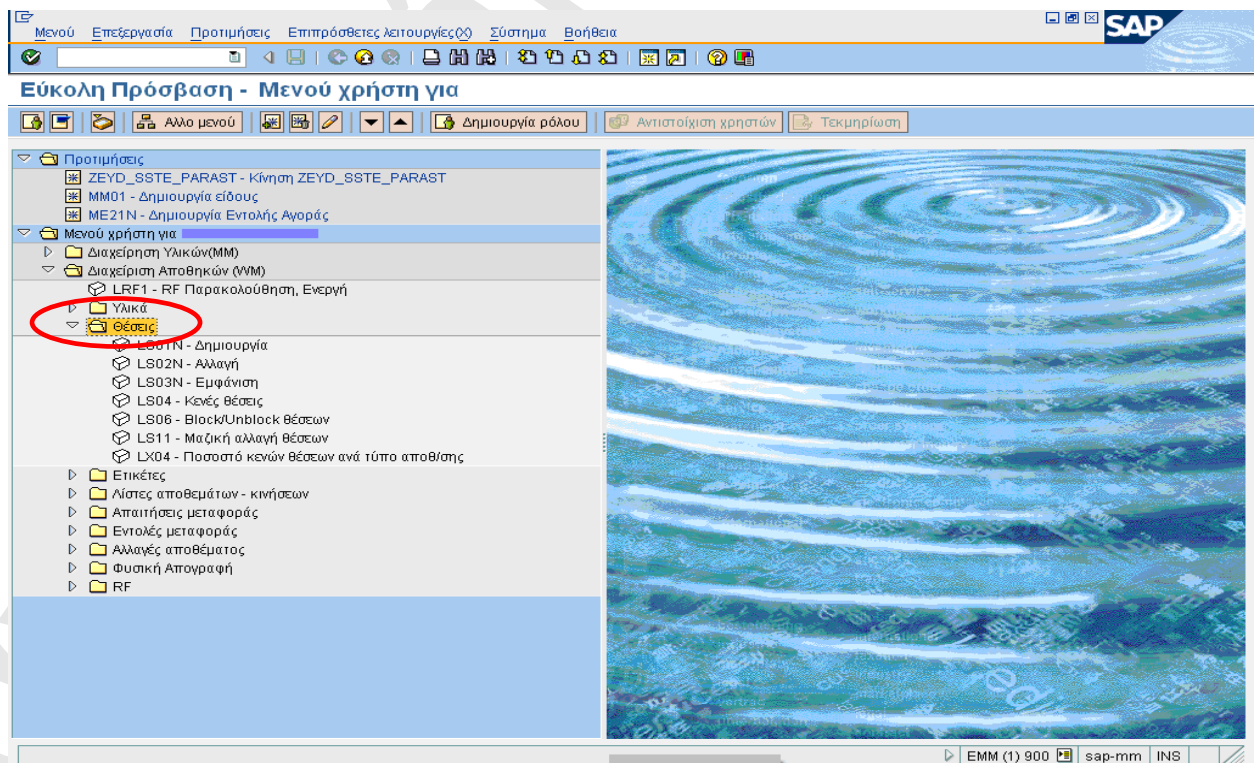 Μενού Επεξεργασία Προτιμήσεις Επιπρόσθετες λειτουργίες(X) Σύστημα Βοήθεια
SAP
Εύκολη Πρόσβαση - Μενού χρήστη για
Αλλο μενού Δημιουργία ρόλου Αντιστοίχιση χρηστών Τεκμηρίωση
Προτιμήσεις
ZEYD_SSTE_PARAST - Κίνηση ZEYD_SSTE_PARAST
MM01 - Δημιουργία είδους
ME21N - Δημιουργία Εντολής Αγοράς
Μενού χρήστη για
Διαχείρηση Υλικών(MM)
Διαχείριση Αποθηκών (WM)
LRF1 - RF Παρακολούθηση, Ενεργή
Υλικά
Θέσεις
LS01N - Δημιουργία
LS02N - Αλλαγή
LS03N - Εμφάνιση
LS04 - Κενές θέσεις
LS06 - Block/Unblock θέσεων
LS11 - Μαζική αλλαγή θέσεων
LX04 - Ποσοστό κενών θέσεων ανά τύπο αποθ/σης
Ετικέτες
Λίστες αποθεμάτων - κινήσεων
Απαιτήσεις μεταφοράς
Εντολές μεταφοράς
Αλλαγές αποθέματος
Φυσική Απογραφή
RF
EMM (1) 900 sap-mm INS